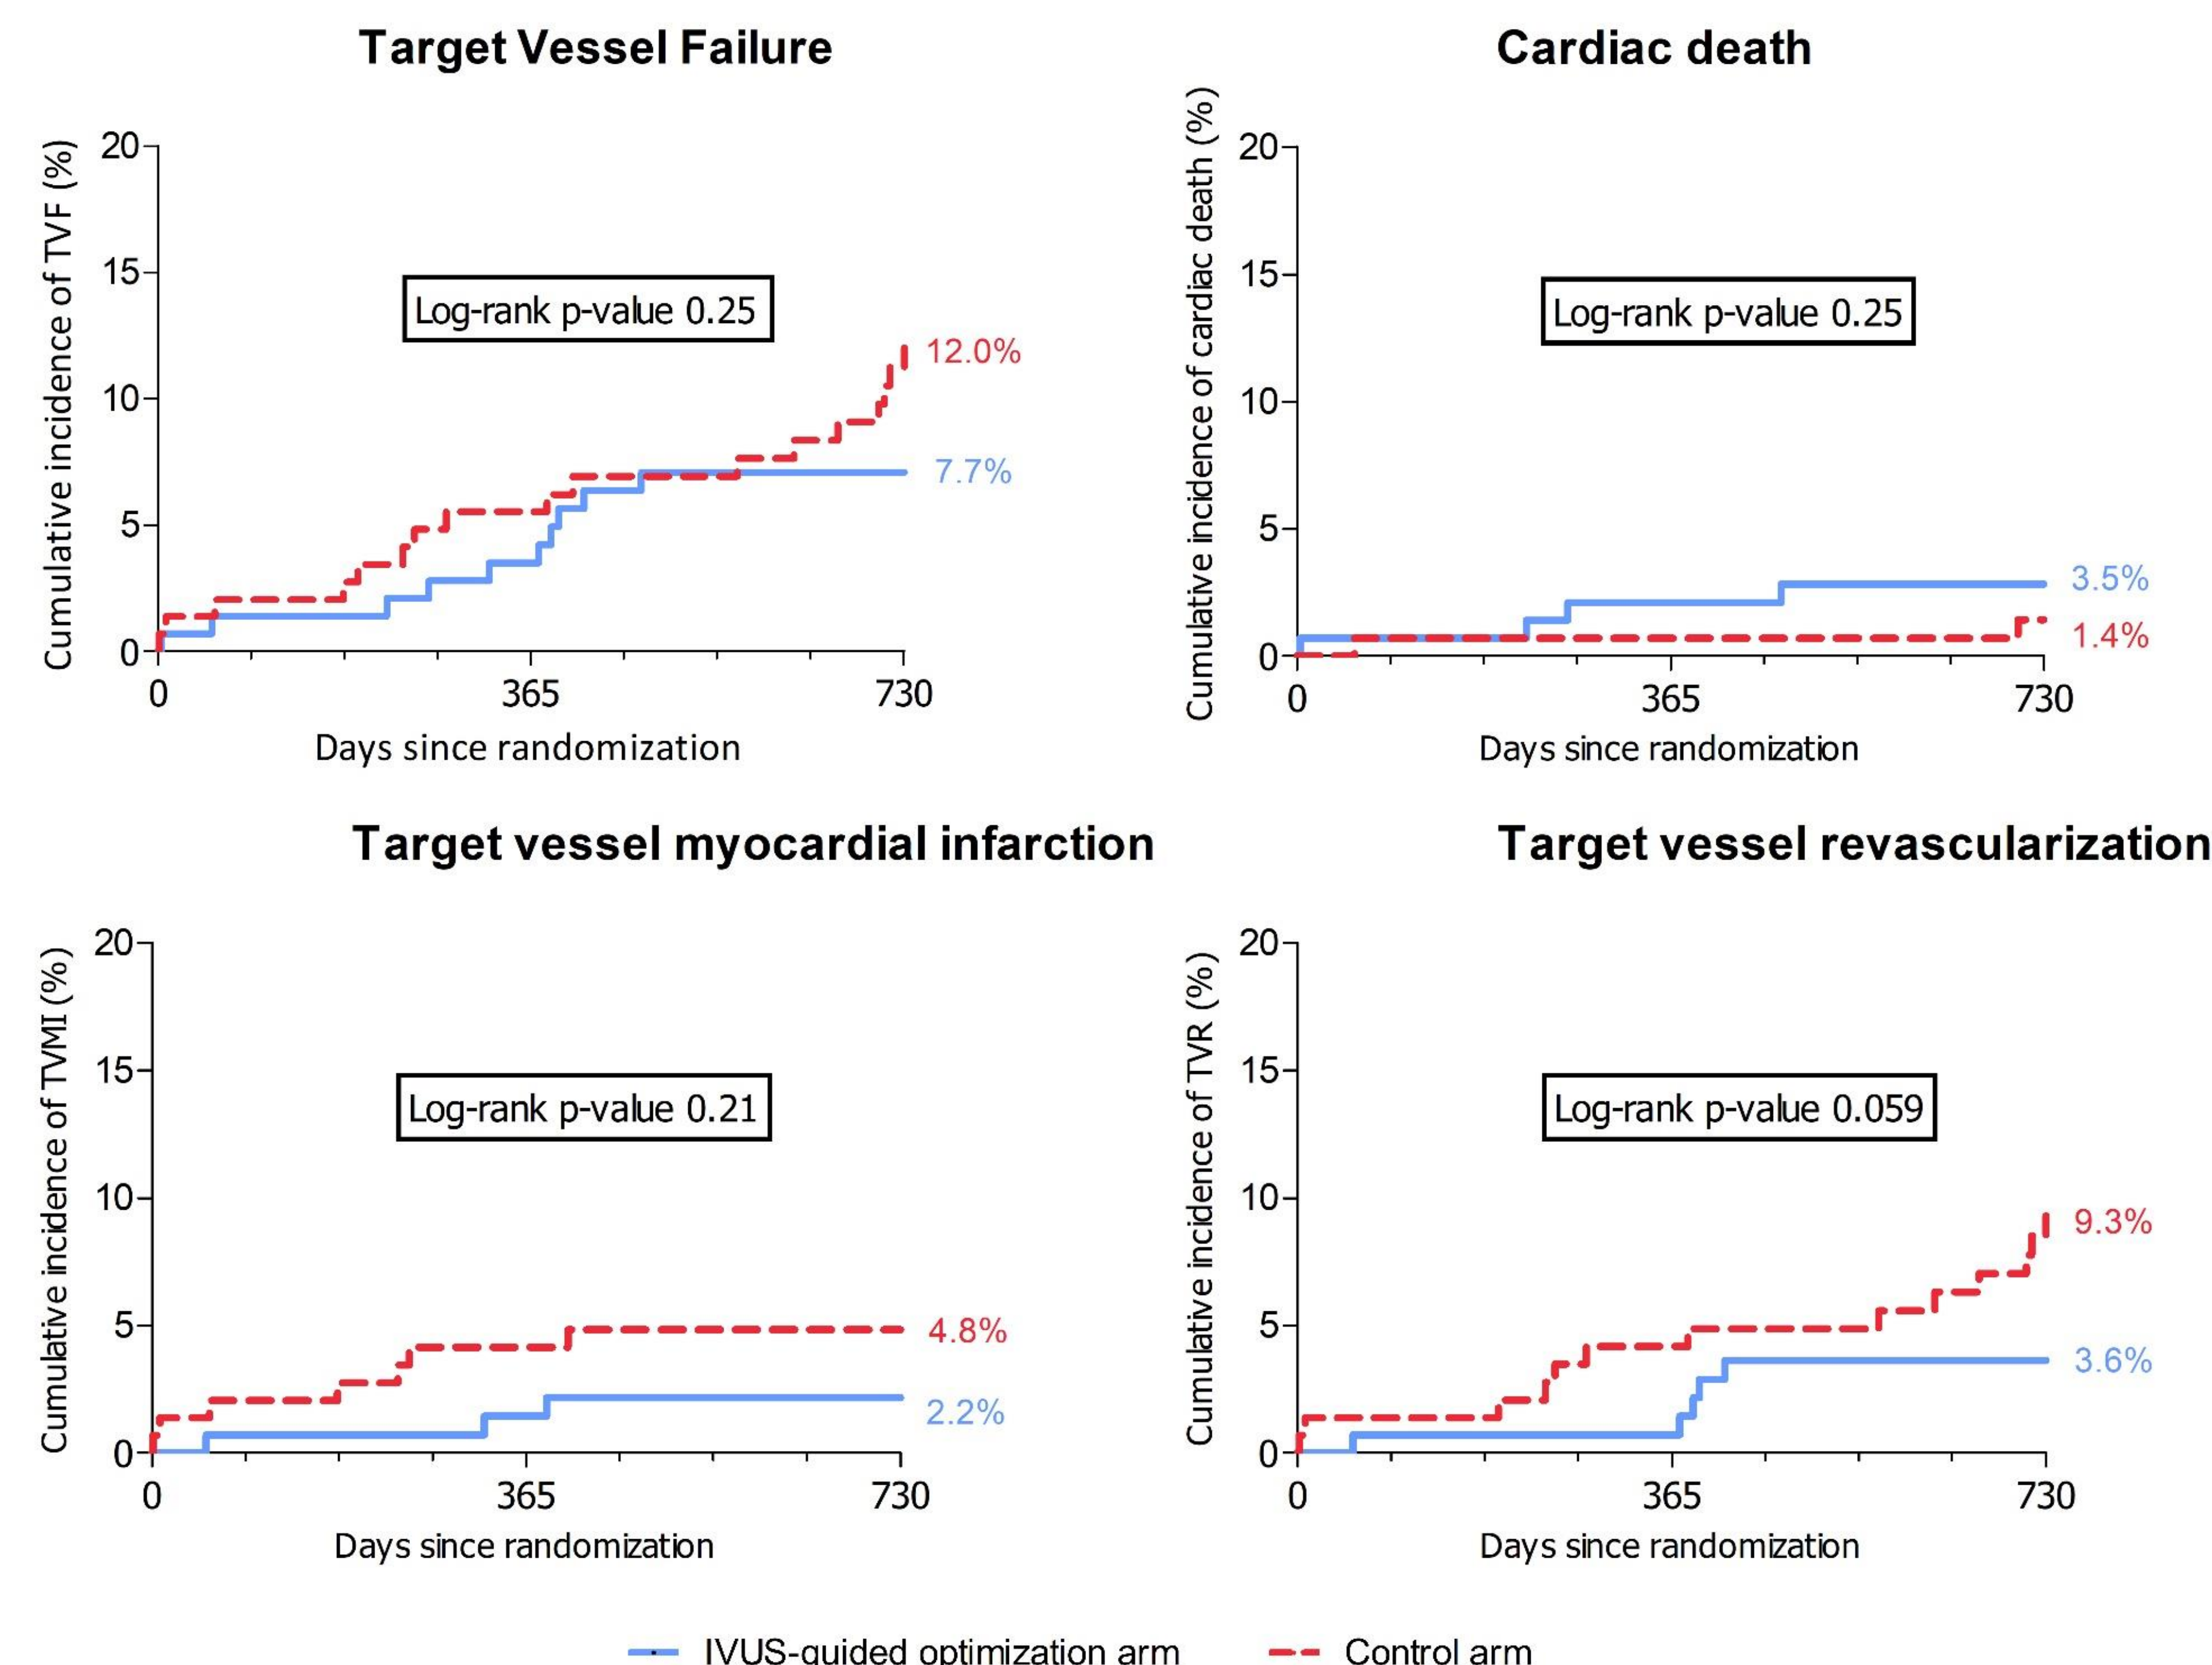 Target Vessel Failure
Cumulative incidence of TVF (%)
20
15
10
5
0
Log-rank p-value 0.25
12.0%
7.7%
0 365 730
Days since randomization
Cardiac death
Cumulative incidence of cardiac death (%)
20
15
10
5
0
Log-rank p-value 0.25
3.5%
1.4%
0 365 730
Days since randomization
Target vessel myocardial infarction
Cumulative incidence of TVMI (%)
20
15
10
5
0
Log-rank p-value 0.21
4.8%
2.2%
0 365 730
Days since randomization
Target vessel revascularization
Cumulative incidence of TVR (%)
20
15
10
5
0
Log-rank p-value 0.059
9.3%
3.6%
0 365 730
Days since randomization
IVUS-guided optimization arm Control arm